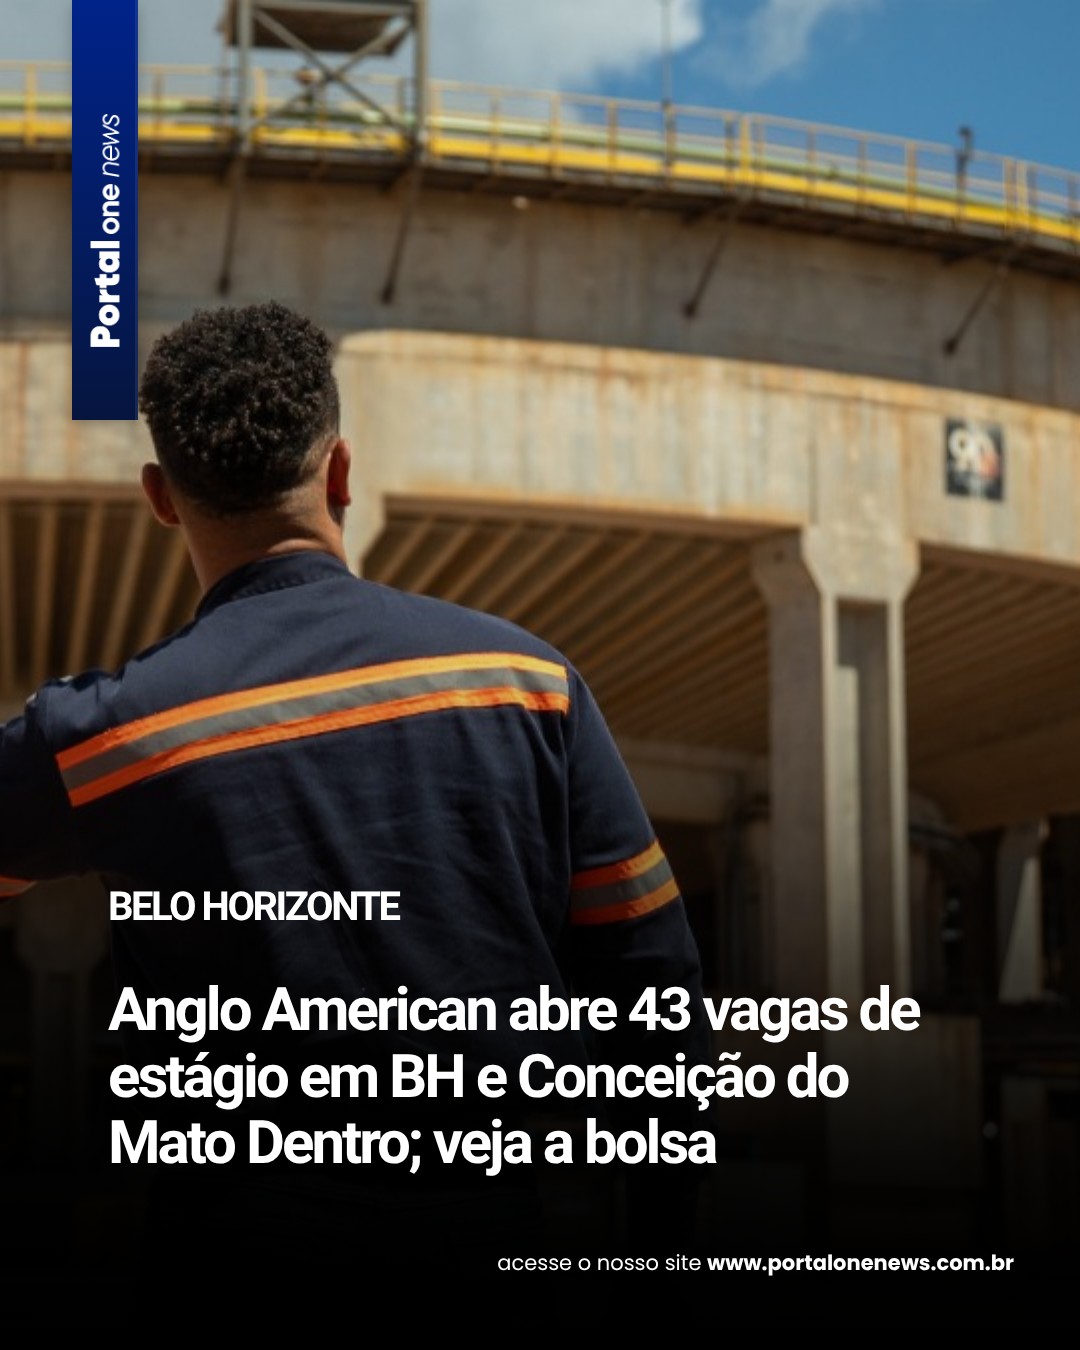 Portal one news
BELO HORIZONTE
Anglo American abre 43 vagas de
estágio em BH e Conceição do
Mato Dentro; veja a bolsa
acesse o nosso site www.portalonenews.com.br